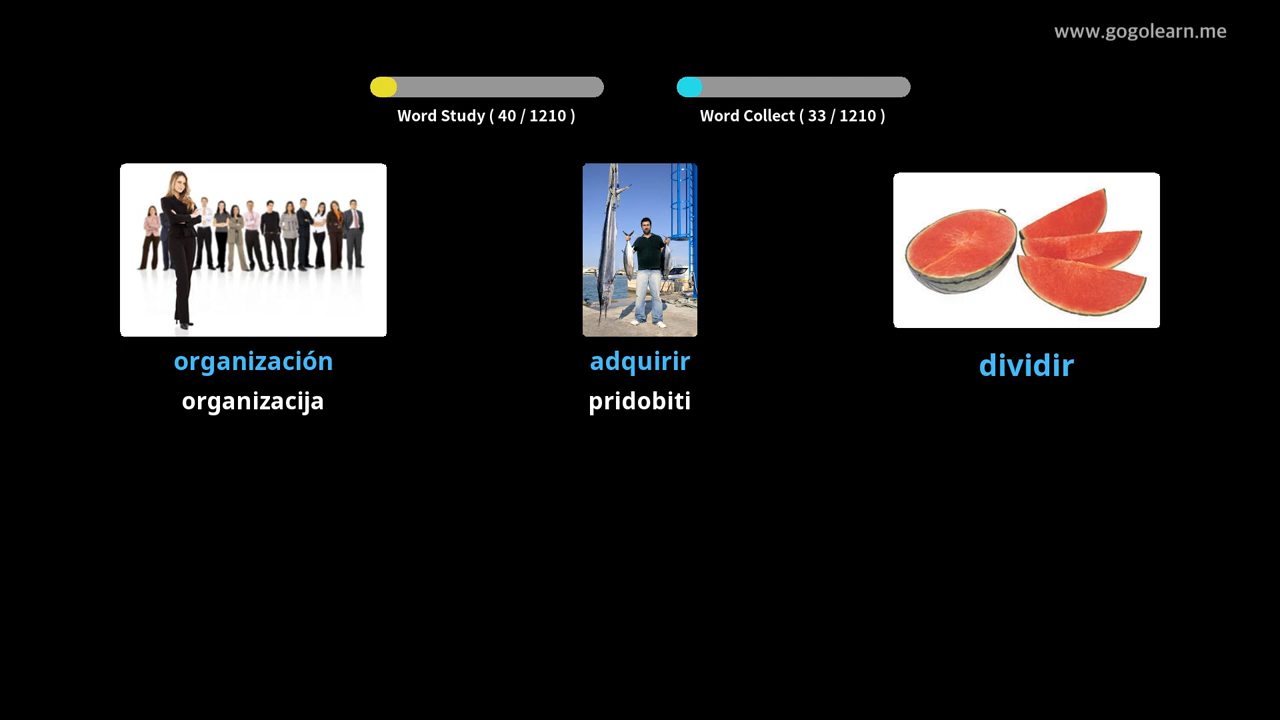 www.gogolearn.me
Word Study ( 40 / 1210 )
Word Collect ( 33 / 1210 )
organización
organizacija
adquirir
pridobiti
dividir